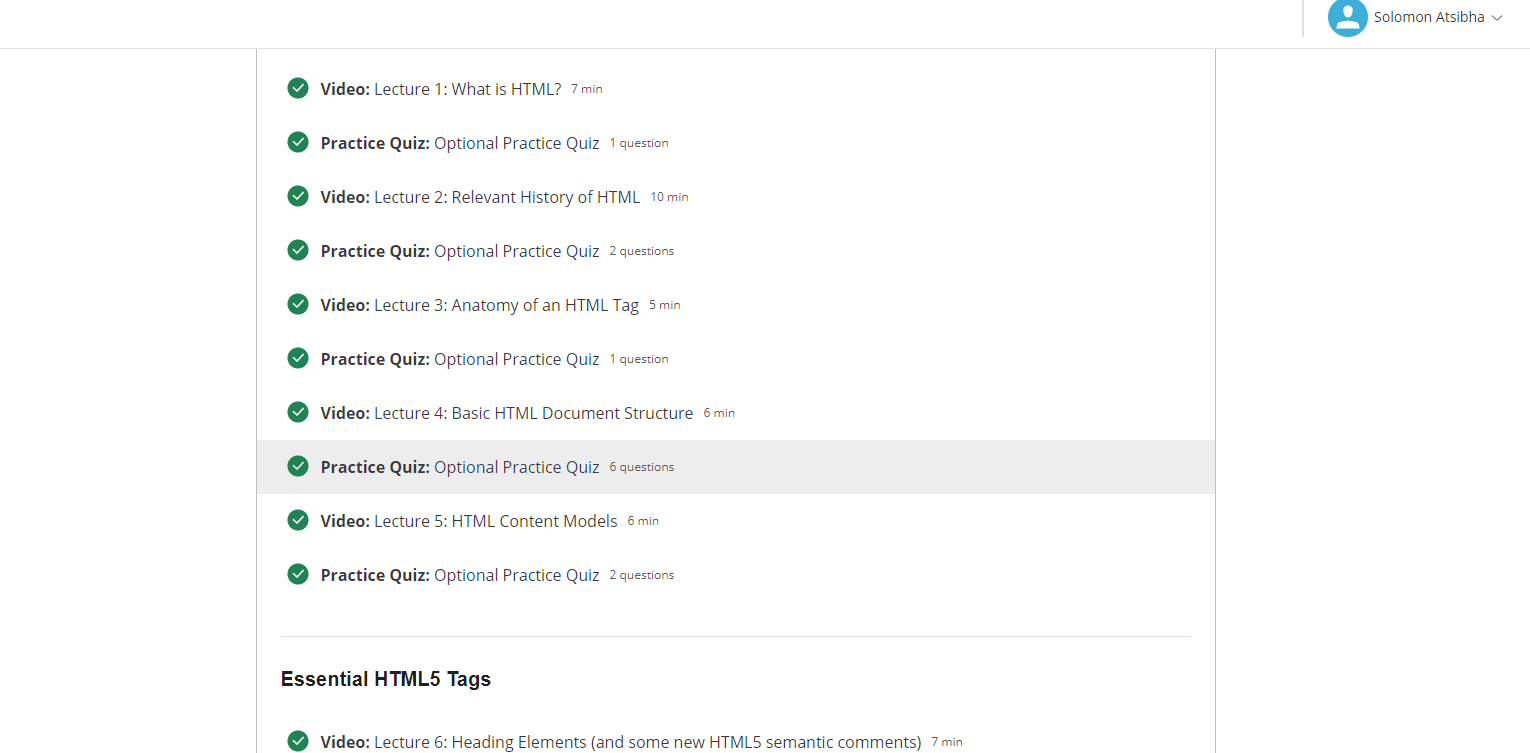 Solomon Atsibha
Video: Lecture 1: What is HTML? 7 min
Practice Quiz: Optional Practice Quiz 1 question
Video: Lecture 2: Relevant History of HTML 10 min
Practice Quiz: Optional Practice Quiz 2 questions
Video: Lecture 3: Anatomy of an HTML Tag 5 min
Practice Quiz: Optional Practice Quiz 1 question
Video: Lecture 4: Basic HTML Document Structure 6 min
Practice Quiz: Optional Practice Quiz 6 questions
Video: Lecture 5: HTML Content Models 6 min
Practice Quiz: Optional Practice Quiz 2 questions
Essential HTML5 Tags
Video: Lecture 6: Heading Elements (and some new HTML5 semantic comments) 7 min